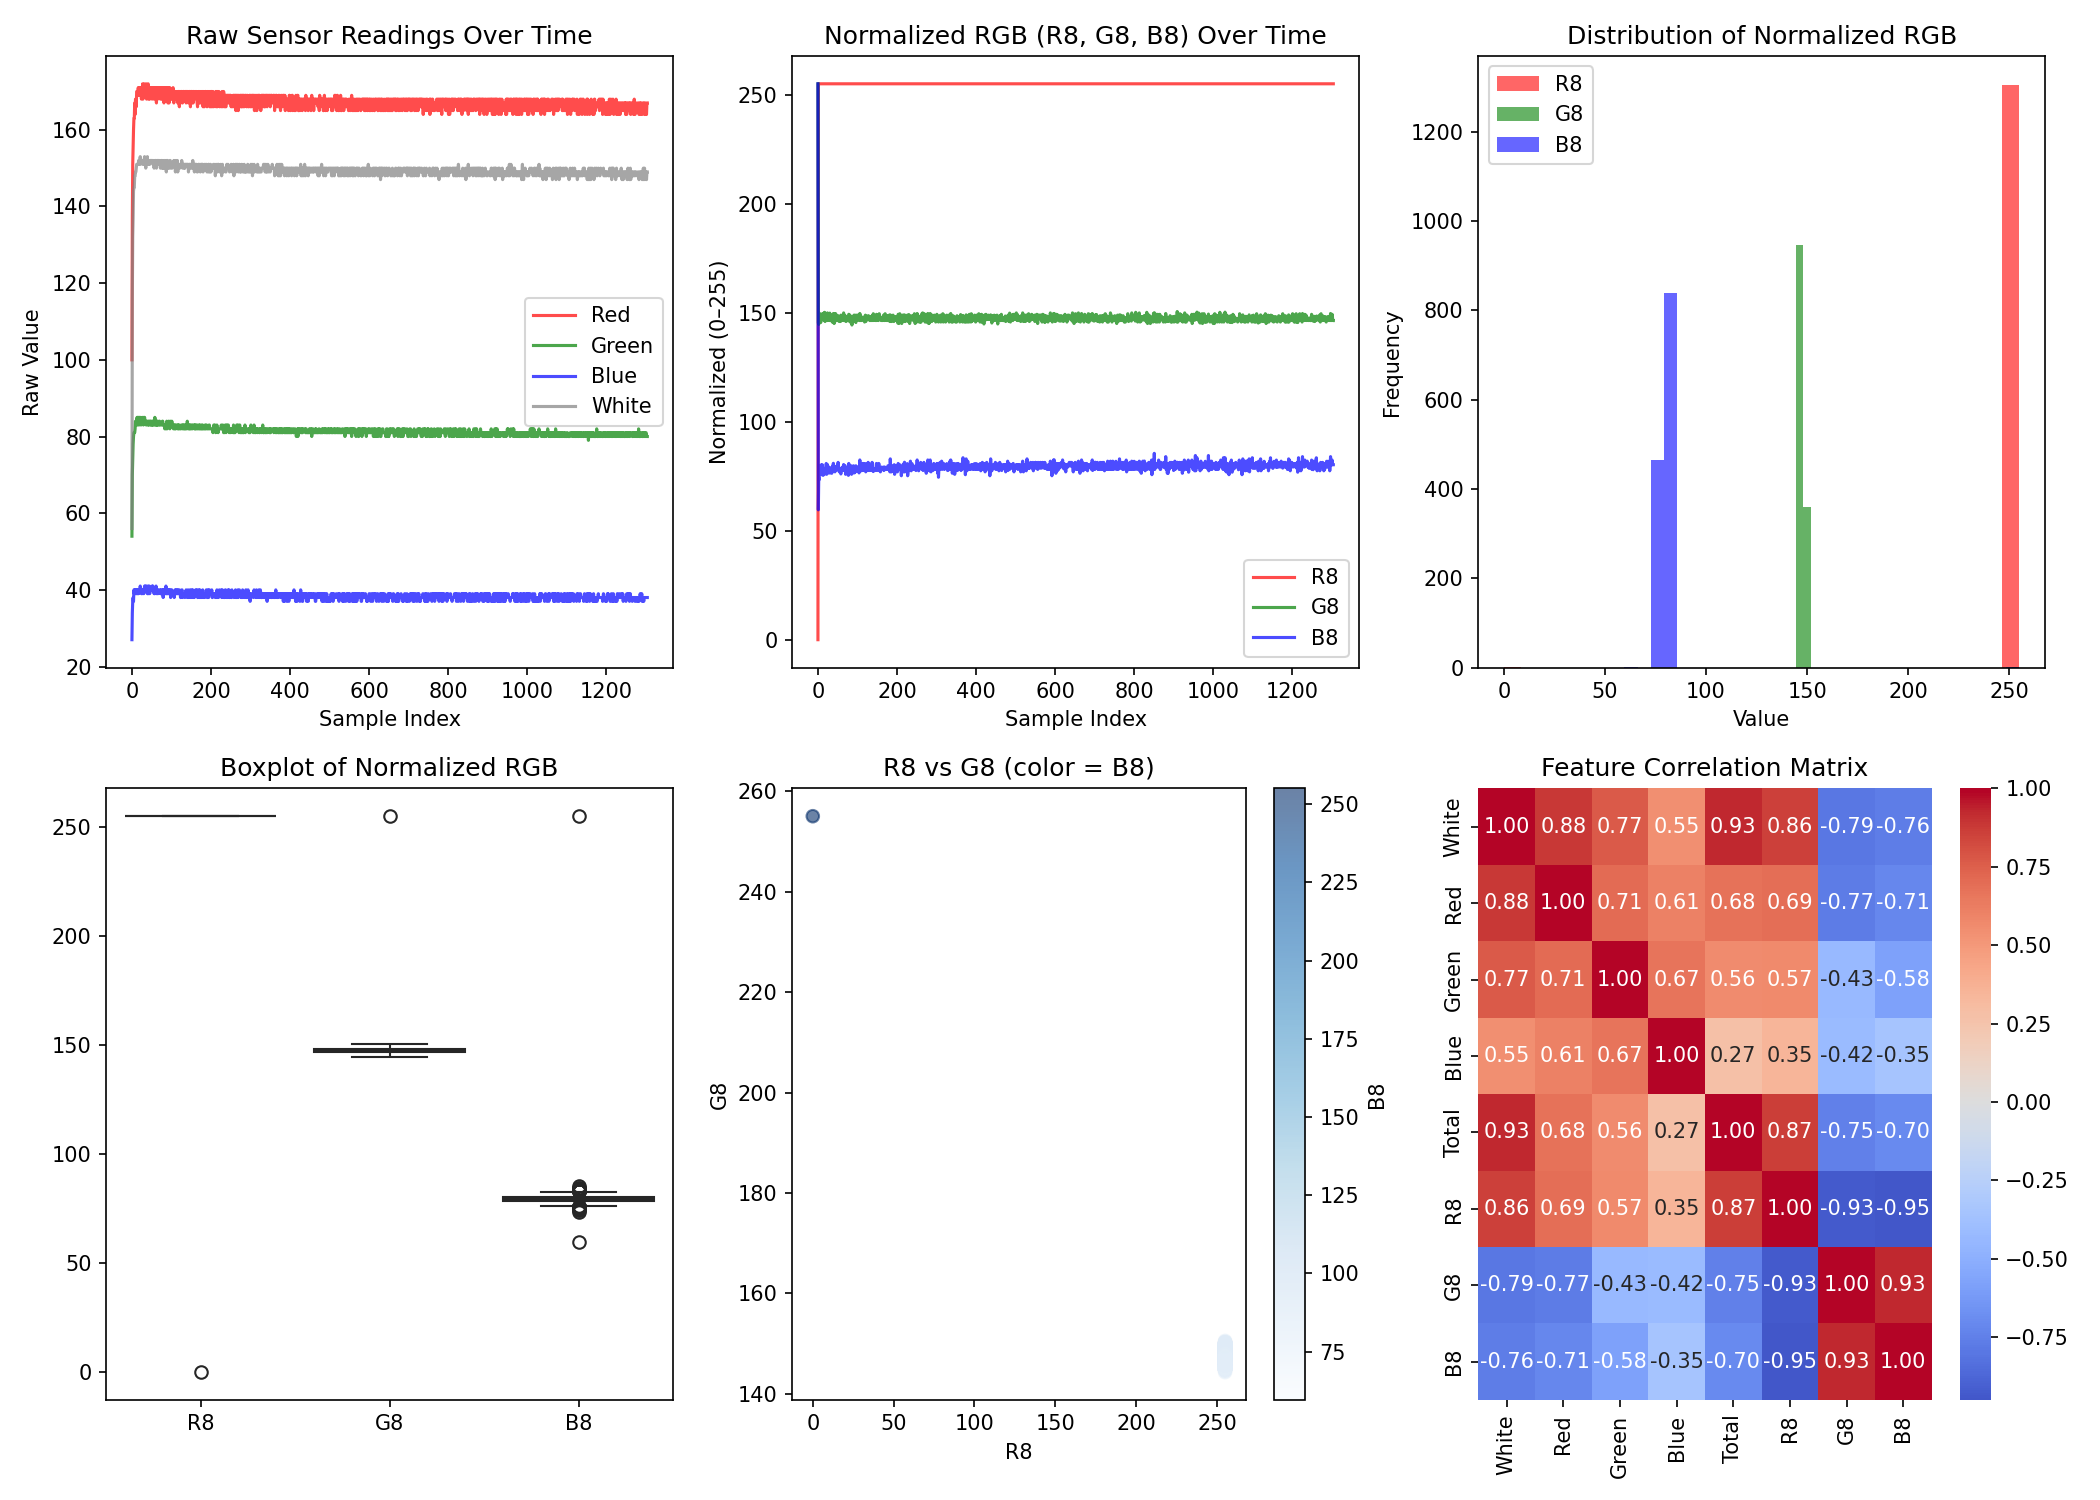 Raw Sensor Readings Over Time
Raw Value
160
140
120
100
80
60
40
20
Red
Green
Blue
White
0 200 400 600 800 1000 1200
Sample Index
Normalized RGB (R8, G8, B8) Over Time
Normalized (0–255)
250
200
150
100
50
0
R8
G8
B8
0 200 400 600 800 1000 1200
Sample Index
Distribution of Normalized RGB
R8
G8
B8
Frequency
1200
1000
800
600
400
200
0
0 50 100 150 200 250
Value
Boxplot of Normalized RGB
250
200
150
100
50
0
R8 G8 B8
R8 vs G8 (color = B8)
G8
260
240
220
200
180
160
140
0 50 100 150 200 250
R8
250
225
200
175
150
125
100
75
B8
Feature Correlation Matrix
White 1.00 0.88 0.77 0.55 0.93 0.86 -0.79 -0.76
Red 0.88 1.00 0.71 0.61 0.68 0.69 -0.77 -0.71
Green 0.77 0.71 1.00 0.67 0.56 0.57 -0.43 -0.58
Blue 0.55 0.61 0.67 1.00 0.27 0.35 -0.42 -0.35
Total 0.93 0.68 0.56 0.27 1.00 0.87 -0.75 -0.70
R8 0.86 0.69 0.57 0.35 0.87 1.00 -0.93 -0.95
G8 -0.79 -0.77 -0.43 -0.42 -0.75 -0.93 1.00 0.93
B8 -0.76 -0.71 -0.58 -0.35 -0.70 -0.95 0.93 1.00
White Red Green Blue Total R8 G8 B8
1.00
0.75
0.50
0.25
0.00
−0.25
−0.50
−0.75